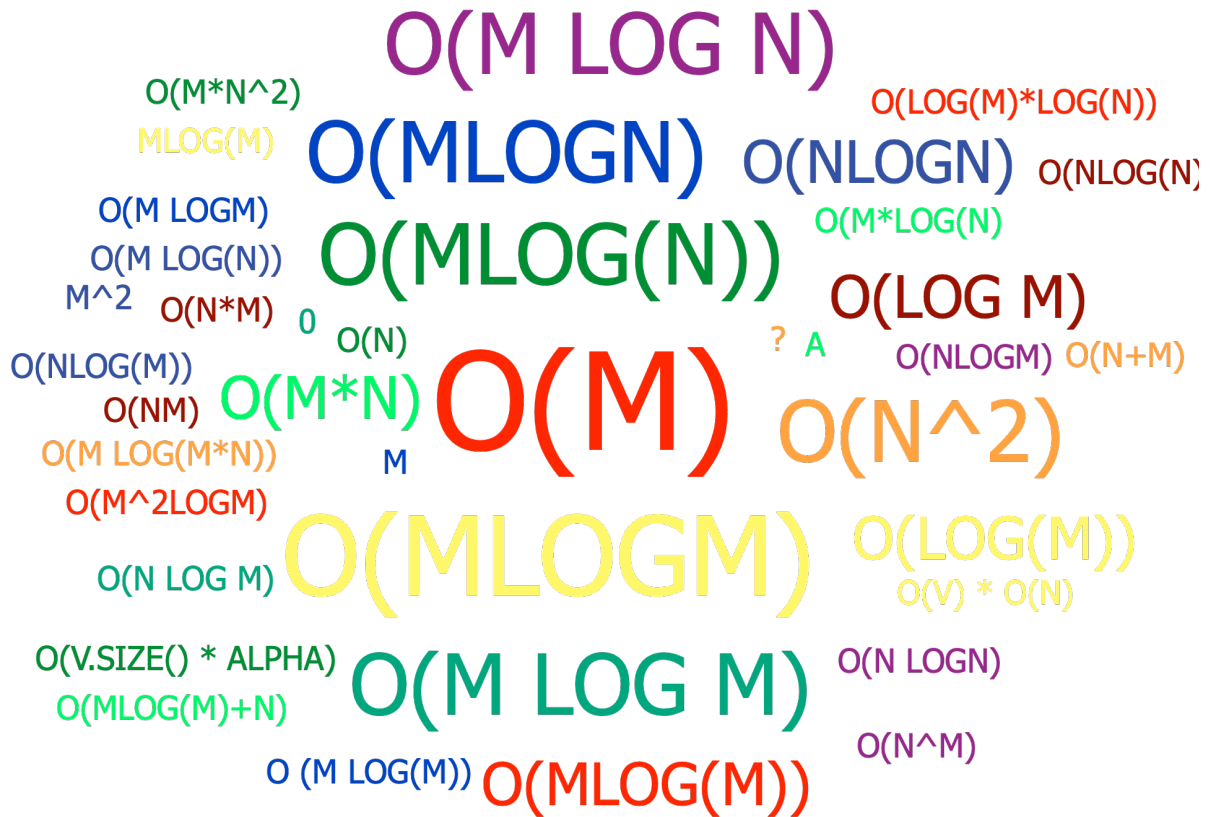 O(M LOG N)
O(M*N^2)
O(LOG(M)*LOG(N))
MLOG(M)
O(MLOGN)
O(NLOGN)
O(NLOG(N)
O(M LOGM)
O(M*LOG(N)
O(M LOG(N))
O(MLOG(N))
M^2
O(N*M)
0
O(LOG M)
O(N)
?
A
O(NLOGM)
O(N+M)
O(NLOG(M))
O(M*N)
O(M)
O(NM)
O(N^2)
O(M LOG(M*N))
M
O(M^2LOGM)
O(MLOGM)
O(LOG(M))
O(N LOG M)
O(V) * O(N)
O(V.SIZE() * ALPHA)
O(M LOG M)
O(N LOGN)
O(MLOG(M)+N)
O(N^M)
O (M LOG(M))
O(MLOG(M))